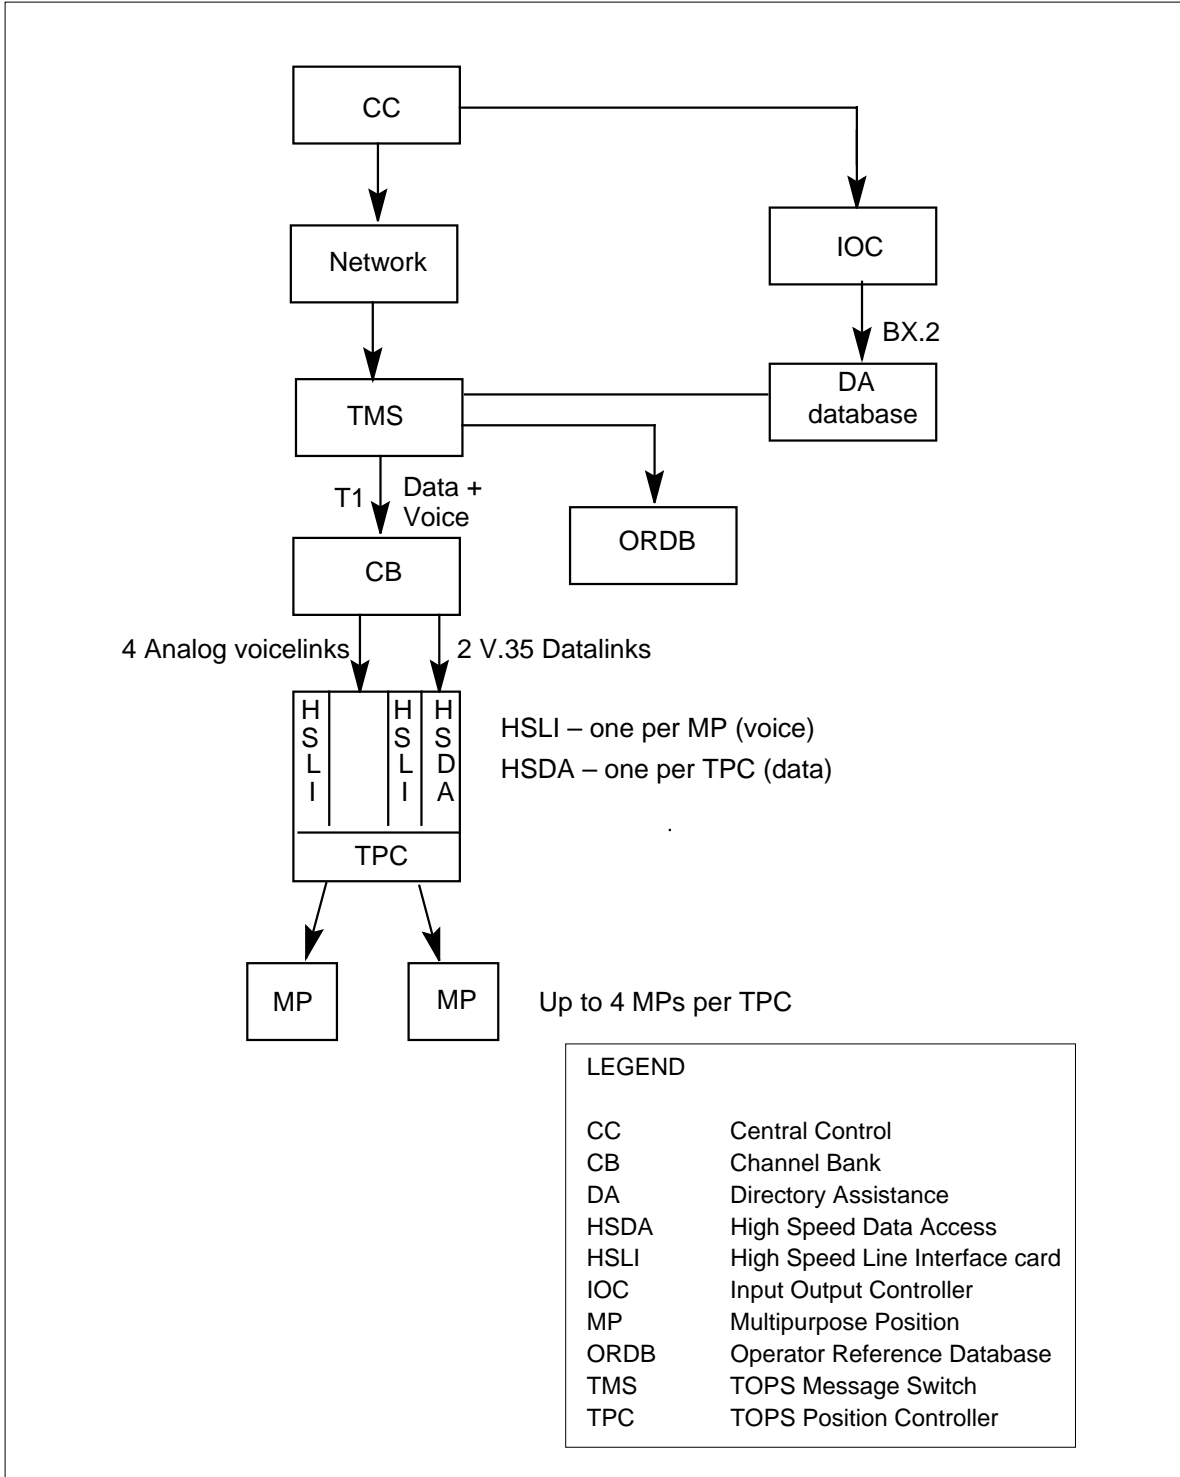 CC
IOC
Network
BX.2
DA
database
TMS
T1
Data +
Voice
ORDB
CB
4 Analog voicelinks
2 V.35 Datalinks
H
S
L
I
H
S
L
I
H
S
D
A
HSLI – one per MP (voice)
HSDA – one per TPC (data)
.
TPC
MP
MP
Up to 4 MPs per TPC
LEGEND
CC Central Control
CB Channel Bank
DA Directory Assistance
HSDA High Speed Data Access
HSLI High Speed Line Interface card
IOC Input Output Controller
MP Multipurpose Position
ORDB Operator Reference Database
TMS TOPS Message Switch
TPC TOPS Position Controller